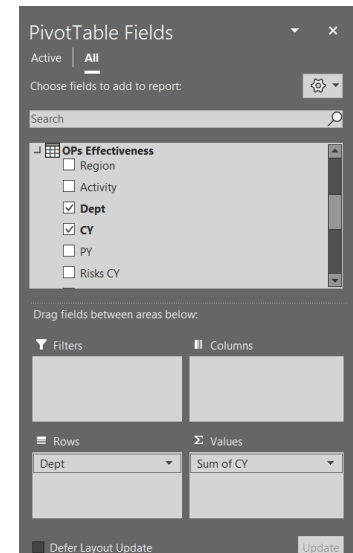 PivotTable Fields
Active All
Choose fields to add to report:
Search
OPs Effectiveness
Region
Activity
Dept
CY
PY
Risks CY
Drag fields between areas below:
Filters
Columns
Rows
Σ Values
Dept
Sum of CY
Defer Layout Update
Update